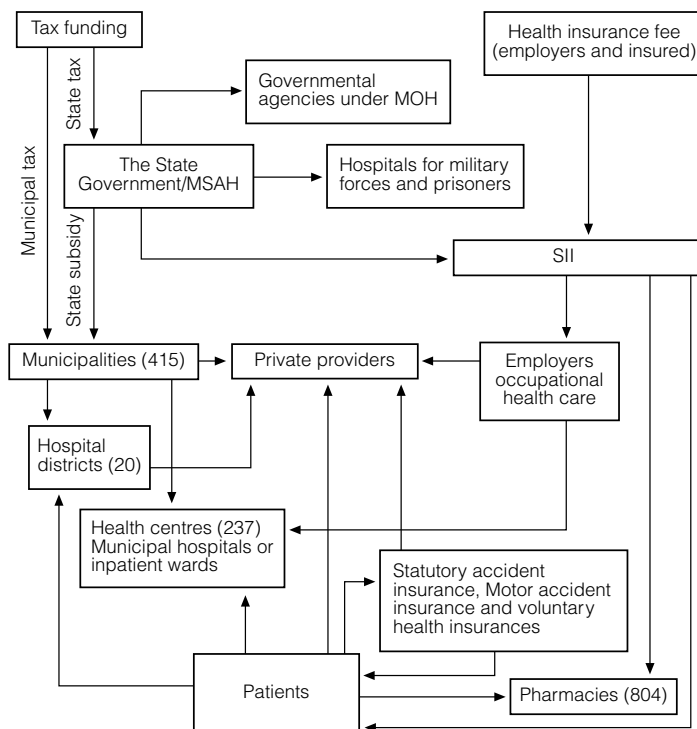 Tax funding
Health insurance fee
(employers and insured)
State tax
Governmental
agencies under MOH
Municipal tax
The State
Government/MSAH
Hospitals for military
forces and prisoners
State subsidy
SII
Municipalities (415)
Private providers
Employers
occupational
health care
Hospital
districts (20)
Health centres (237)
Municipal hospitals or
inpatient wards
Statutory accident
insurance, Motor accident
insurance and voluntary
health insurances
Patients
Pharmacies (804)